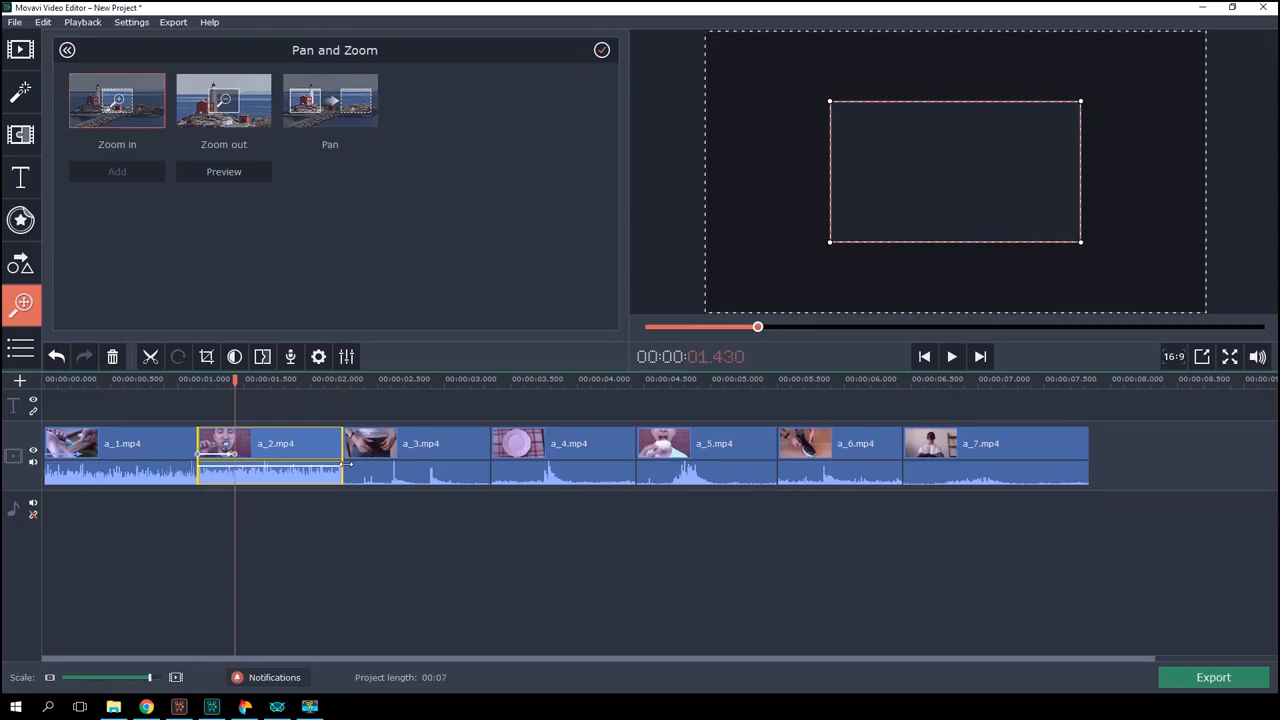 Movavi Video Editor – New Project *
File Edit Playback Settings Export Help
Pan and Zoom
Zoom in Zoom out Pan
Add Preview
00:00:01.430
16:9
00:00:00.000 00:00:00.500 00:00:01.000 00:00:01.500 00:00:02.000 00:00:02.500 00:00:03.000 00:00:03.500 00:00:04.000 00:00:04.500 00:00:05.000 00:00:05.500 00:00:06.000 00:00:06.500 00:00:07.000 00:00:07.500 00:00:08.000 00:00:08.500
a_1.mp4 a_2.mp4 a_3.mp4 a_4.mp4 a_5.mp4 a_6.mp4 a_7.mp4
Scale: Notifications Project length: 00:07 Export